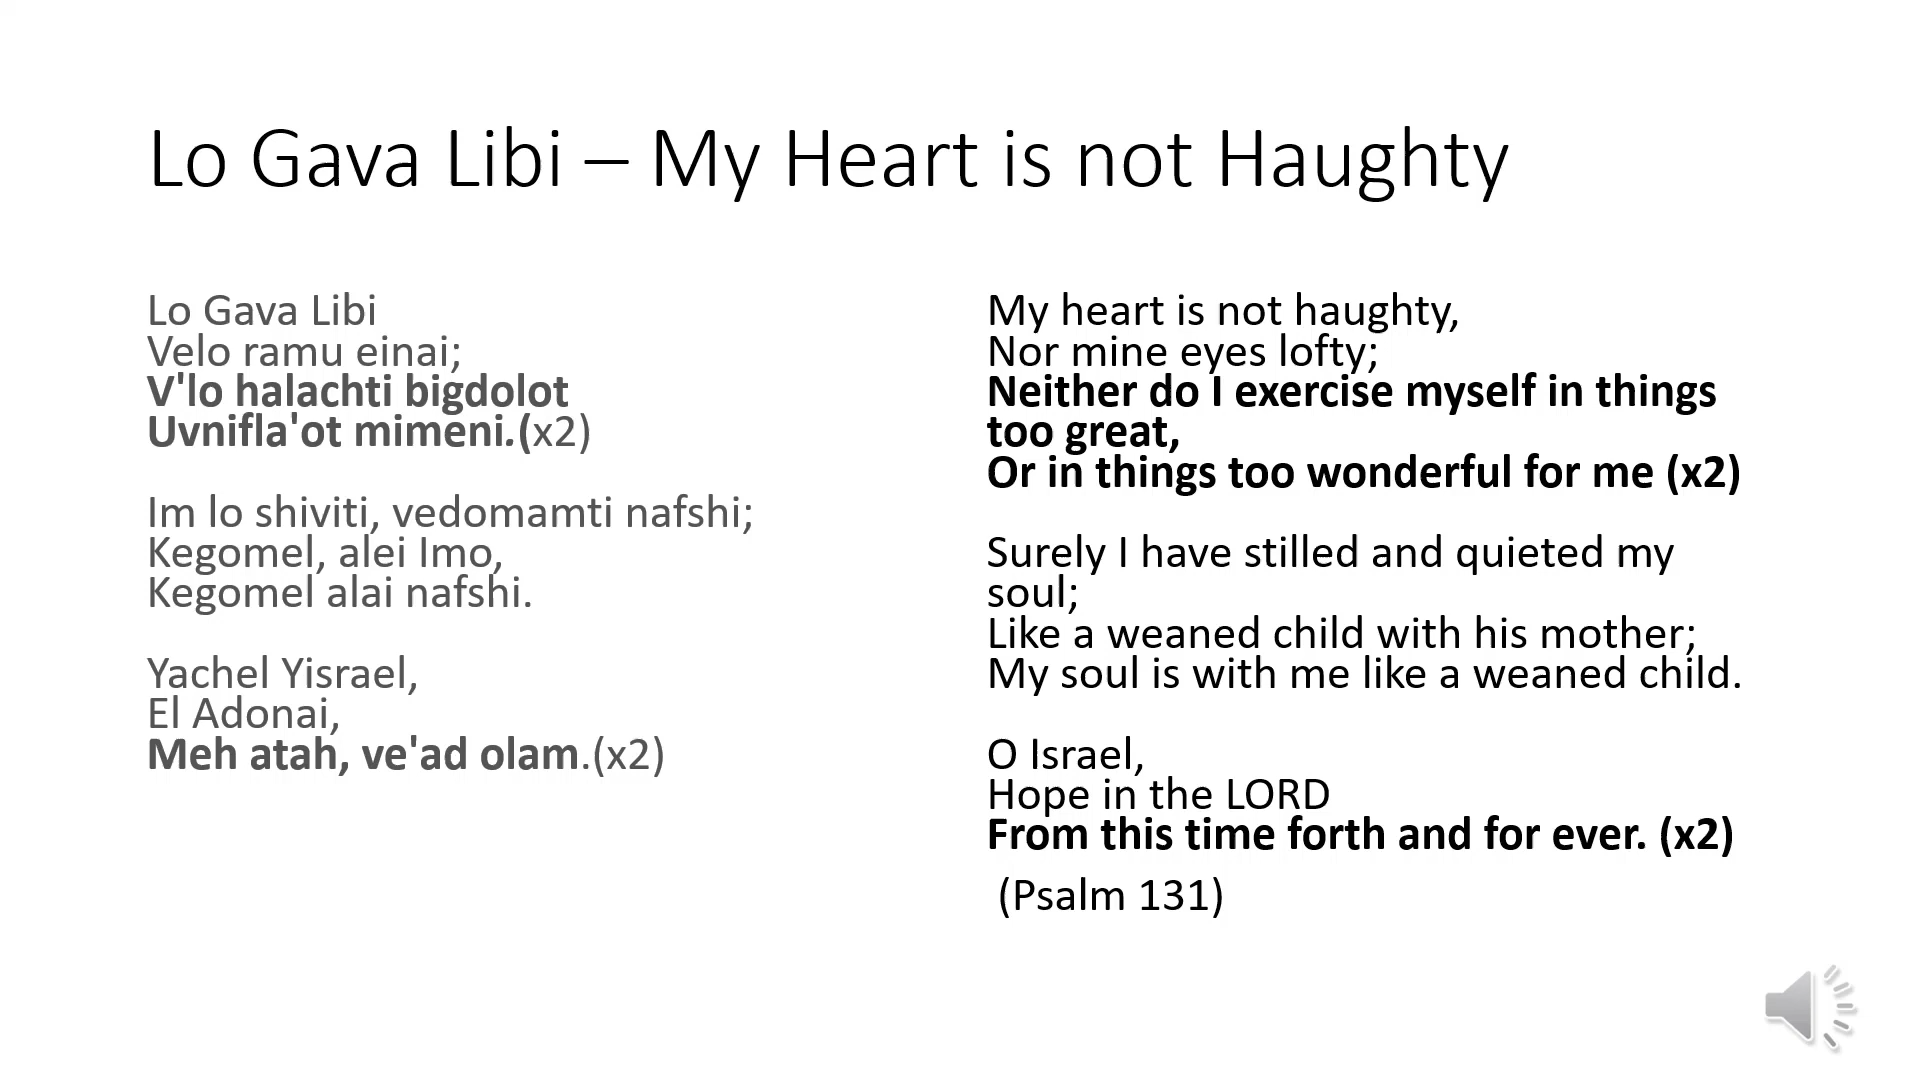 Lo Gava Libi – My Heart is not Haughty
Lo Gava Libi
Velo ramu einai;
V'lo halachti bigdolot
Uvnifla'ot mimeni.(x2)
Im lo shiviti, vedomamti nafshi;
Kegomel, alei Imo,
Kegomel alai nafshi.
Yachel Yisrael,
El Adonai,
Meh atah, ve'ad olam.(x2)
My heart is not haughty,
Nor mine eyes lofty;
Neither do I exercise myself in things
too great,
Or in things too wonderful for me (x2)
Surely I have stilled and quieted my
soul;
Like a weaned child with his mother;
My soul is with me like a weaned child.
O Israel,
Hope in the LORD
From this time forth and for ever. (x2)
(Psalm 131)